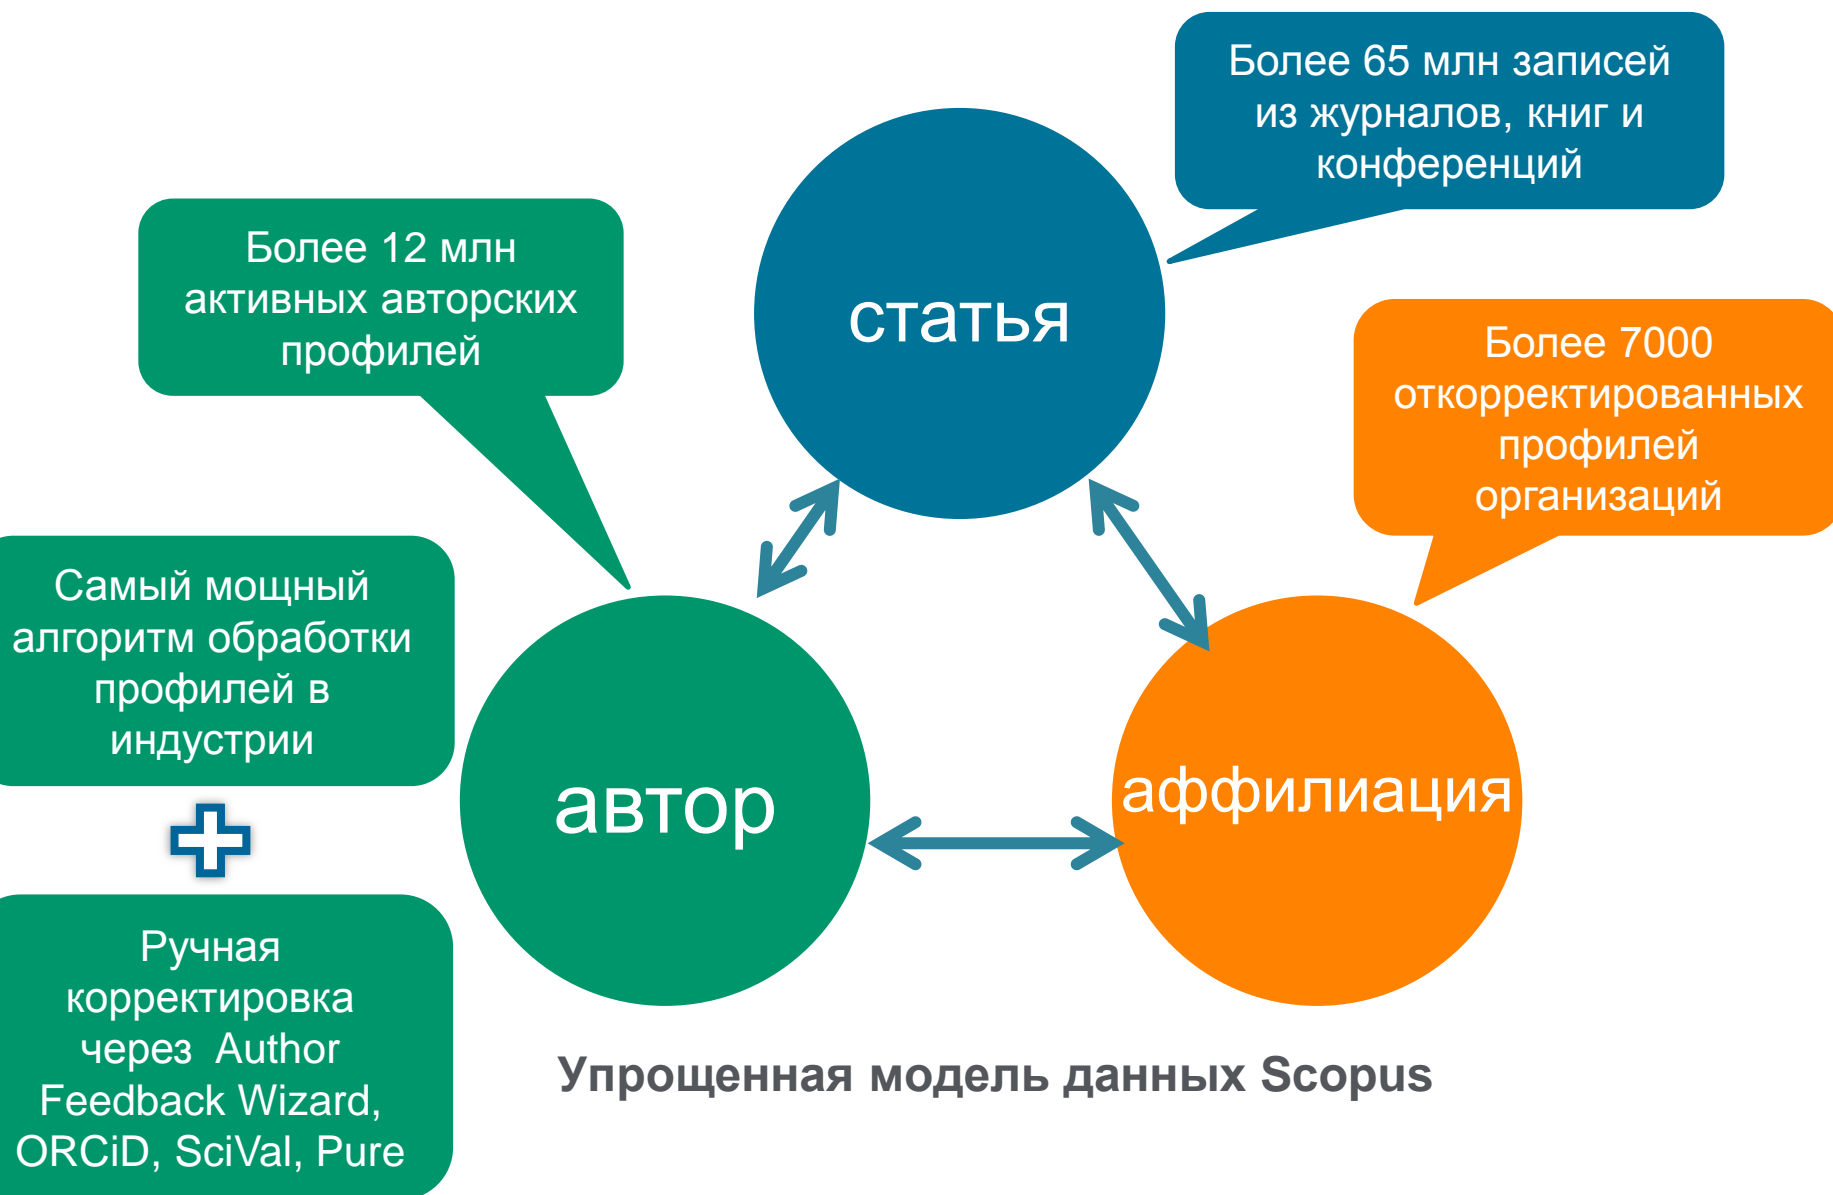 Более 65 млн записей
из журналов, книг и
конференций
Более 12 млн
активных авторских
профилей
статья
Более 7000
откорректированных
профилей
организаций
Самый мощный
алгоритм обработки
профилей в
индустрии
автор
аффилиация
Ручная
корректировка
через  Author
Feedback Wizard,
ORCiD, SciVal, Pure
Упрощенная модель данных Scopus